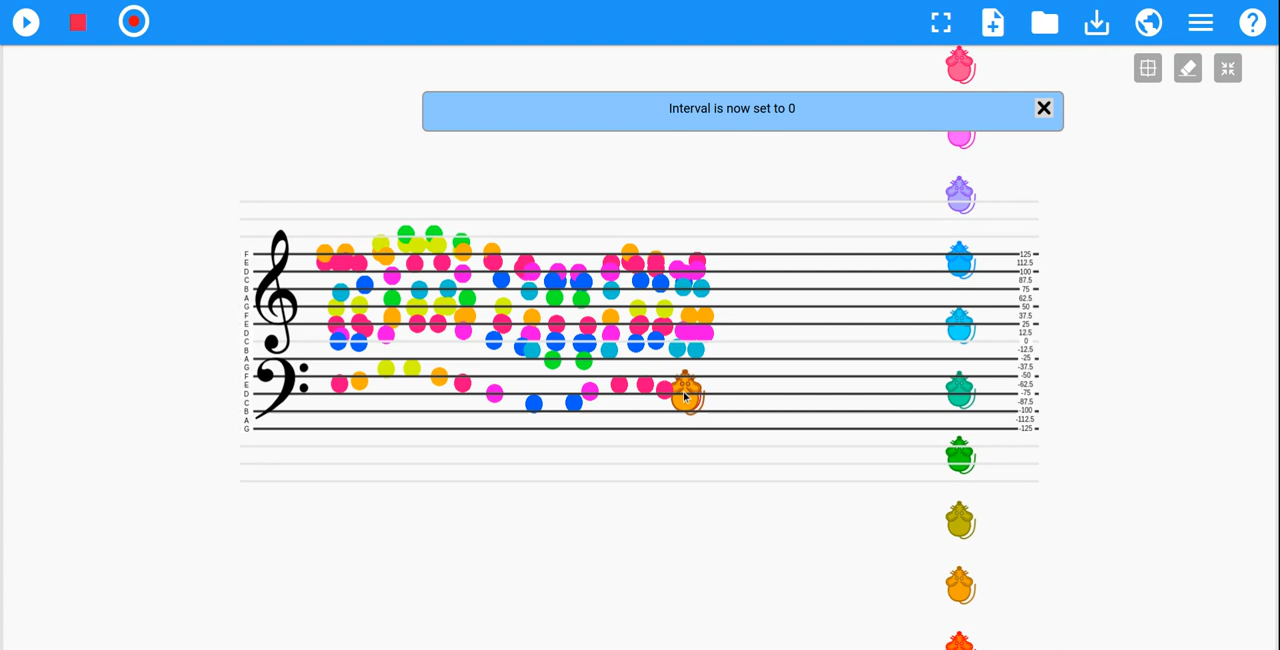 ?
Interval is now set to 0
F 125
E 112.5
D 100
C 87.5
B 75
A 62.5
G 50
F 37.5
E 25
D 12.5
C 0
B -12.5
A -25
G -37.5
F -50
E -62.5
D -75
C -87.5
B -100
A -112.5
G -125